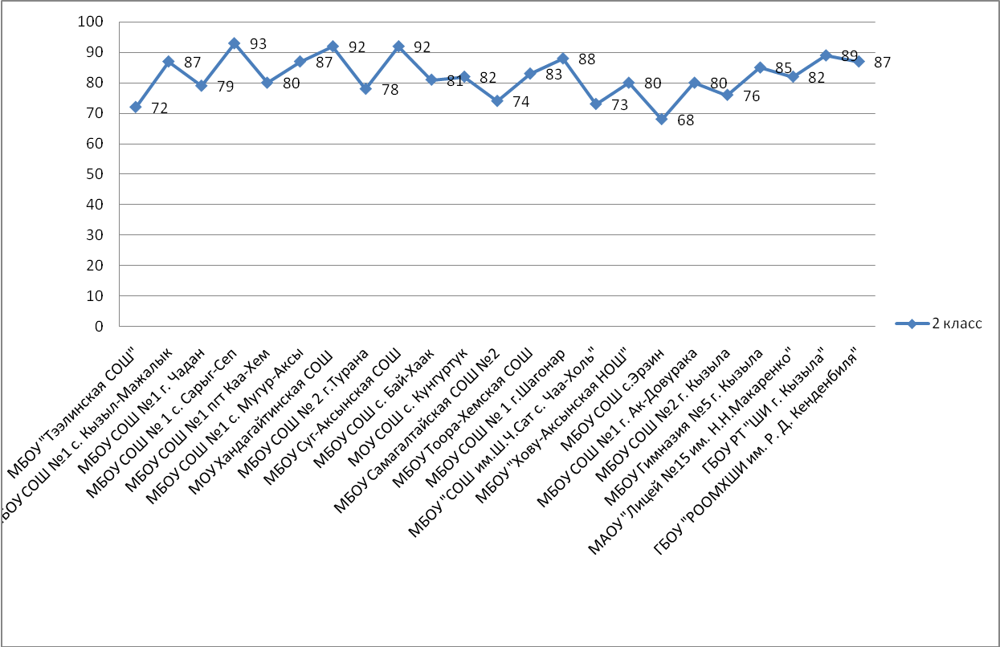 100
90
80
70
60
50
40
30
20
10
0
72
87
79
93
80
87
92
78
92
81
82
74
83
88
73
80
68
80
76
85
82
89
87
2 класс
МБОУ "Тээлинская СОШ"
БОУ СОШ №1 с. Кызыл-Мажалык
МБОУ СОШ №1 г. Чадан
МБОУ СОШ № 1 с. Сарыг-Сеп
МБОУ СОШ №1 пгт Каа-Хем
МБОУ СОШ №1 с. Мугур-Аксы
МОУ Хандагайтинская СОШ
МБОУ СОШ № 2 г.Турана
МБОУ Суг-Аксынская СОШ
МБОУ СОШ с. Бай-Хаак
МОУ СОШ с. Кунгуртук
МБОУ Самагалтайская СОШ №2
МБОУ Тоора-Хемская СОШ
МБОУ СОШ № 1 г.Шагонар
МБОУ "СОШ им.Ш.Ч.Сат с. Чаа-Холь"
МБОУ "Хову-Аксынская НОШ"
МБОУ СОШ с.Эрзин
МБОУ СОШ №1 г. Ак-Довурака
МБОУ СОШ №2 г. Кызыла
МБОУ Гимназия №5 г. Кызыла
МАОУ "Лицей №15 им. Н.Н.Макаренко"
ГБОУ РТ "ШИ г. Кызыла"
ГБОУ "РООМХШИ им. Р. Д. Кенденбиля"